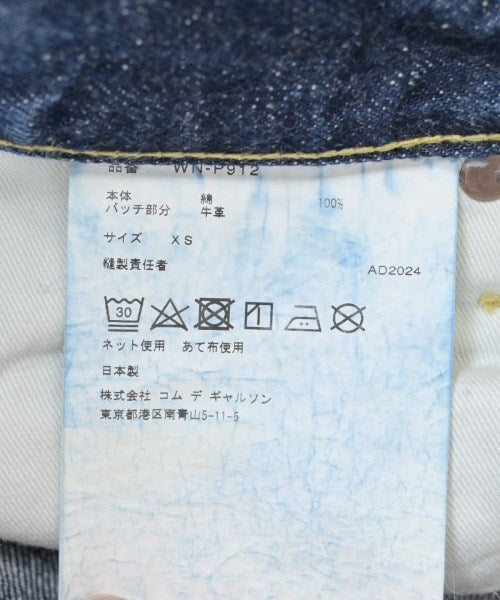 品番 WN-P912
本体 綿 100%
パッチ部分 牛革
サイズ XS
縫製責任者 AD2024
30
ネット使用 あて布使用
日本製
株式会社 コム デ ギャルソン
東京都港区南青山5-11-5